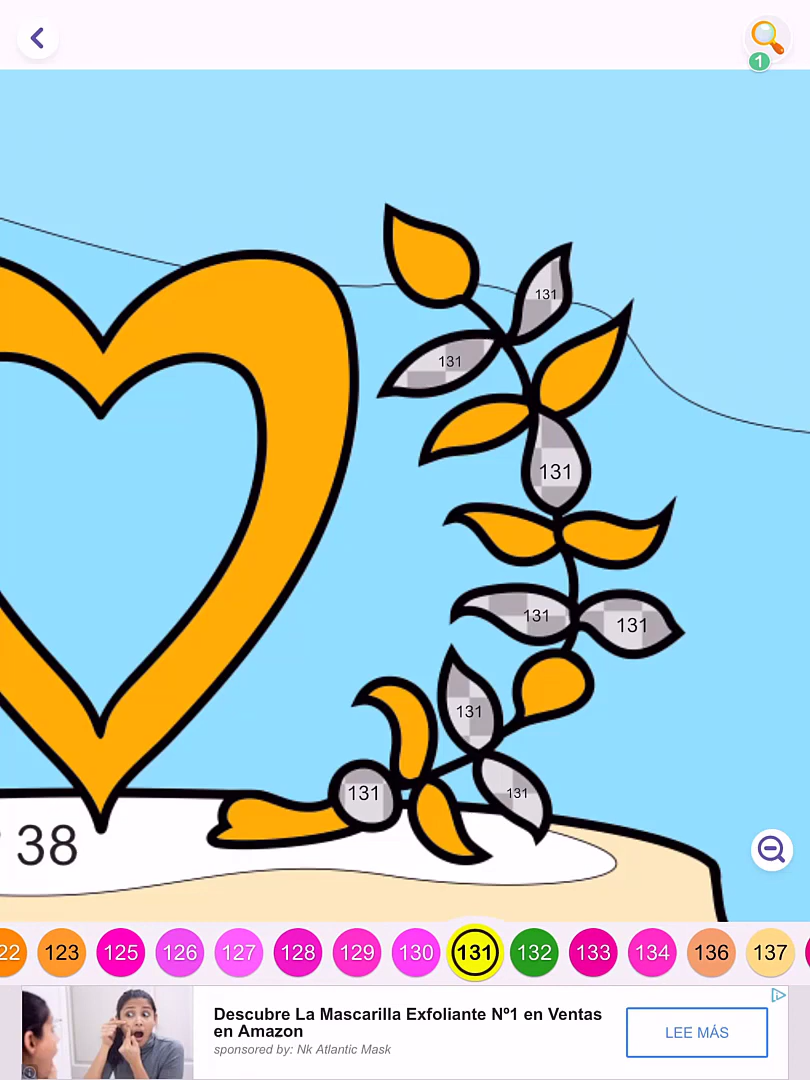 1
131
131
131
131
131
131
131
131
38
22 123 125 126 127 128 129 130 131 132 133 134 136 137
Descubre La Mascarilla Exfoliante Nº1 en Ventas
en Amazon
sponsored by: Nk Atlantic Mask
LEE MÁS